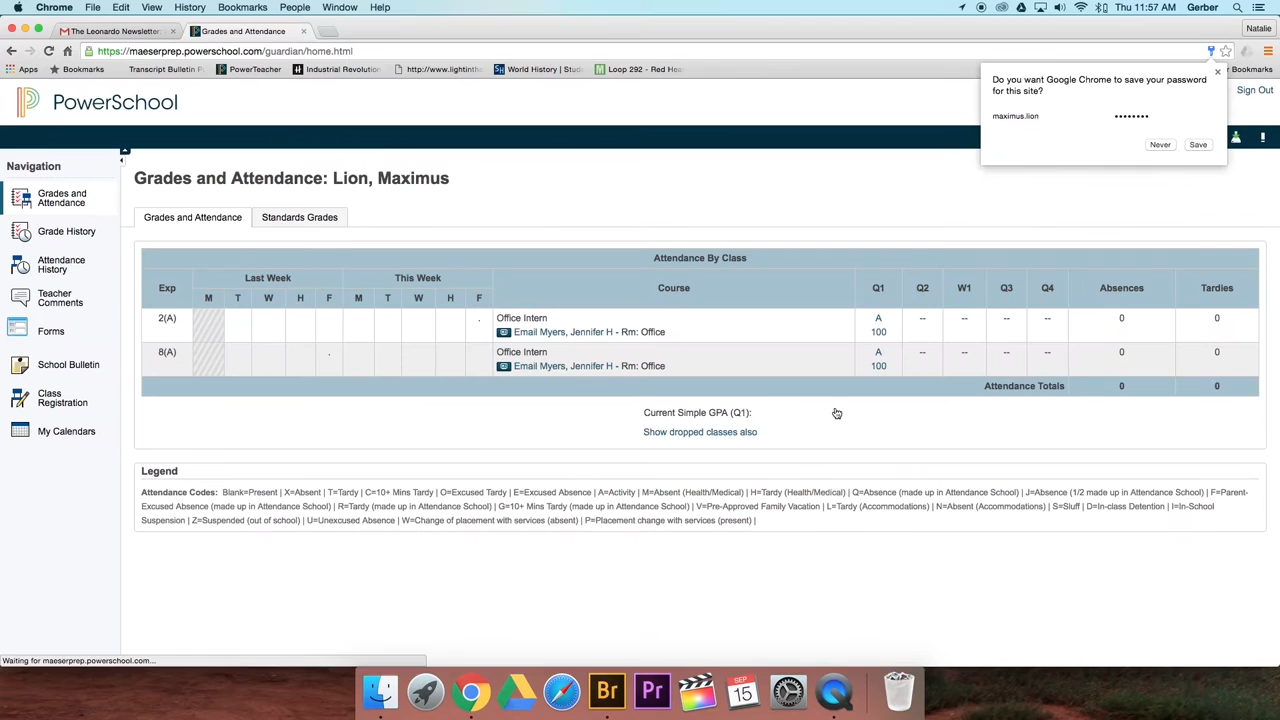 Chrome File Edit View History Bookmarks People Window Help Thu 11:57 AM Gerber
The Leonardo Newsletter: Grades and Attendance Natalie
https://maeserprep.powerschool.com/guardian/home.html
Apps Bookmarks Transcript Bulletin P PowerTeacher Industrial Revolution http://www.lightinth World History | Stud Loop 292 - Red Hea Bookmarks
Do you want Google Chrome to save your password
for this site?
maximus.lion ••••••••
Never Save
PowerSchool Sign Out
Navigation
Grades and
Attendance
Grade History
Attendance
History
Teacher
Comments
Forms
School Bulletin
Class
Registration
My Calendars
Grades and Attendance: Lion, Maximus
Grades and Attendance Standards Grades
Attendance By Class
Exp Last Week This Week Course Q1 Q2 W1 Q3 Q4 Absences Tardies
M T W H F M T W H F
2(A) . Office Intern A -- -- -- -- 0 0
Email Myers, Jennifer H - Rm: Office 100
8(A) . Office Intern A -- -- -- -- 0 0
Email Myers, Jennifer H - Rm: Office 100
Attendance Totals 0 0
Current Simple GPA (Q1):
Show dropped classes also
Legend
Attendance Codes: Blank=Present | X=Absent | T=Tardy | C=10+ Mins Tardy | O=Excused Tardy | E=Excused Absence | A=Activity | M=Absent (Health/Medical) | H=Tardy (Health/Medical) | Q=Absence (made up in Attendance School) | J=Absence (1/2 made up in Attendance School) | F=Parent-
Excused Absence (made up in Attendance School) | R=Tardy (made up in Attendance School) | G=10+ Mins Tardy (made up in Attendance School) | V=Pre-Approved Family Vacation | L=Tardy (Accommodations) | N=Absent (Accommodations) | S=Sluff | D=In-class Detention | I=In-School
Suspension | Z=Suspended (out of school) | U=Unexcused Absence | W=Change of placement with services (absent) | P=Placement change with services (present) |
Waiting for maeserprep.powerschool.com...
Br Pr SEP
15